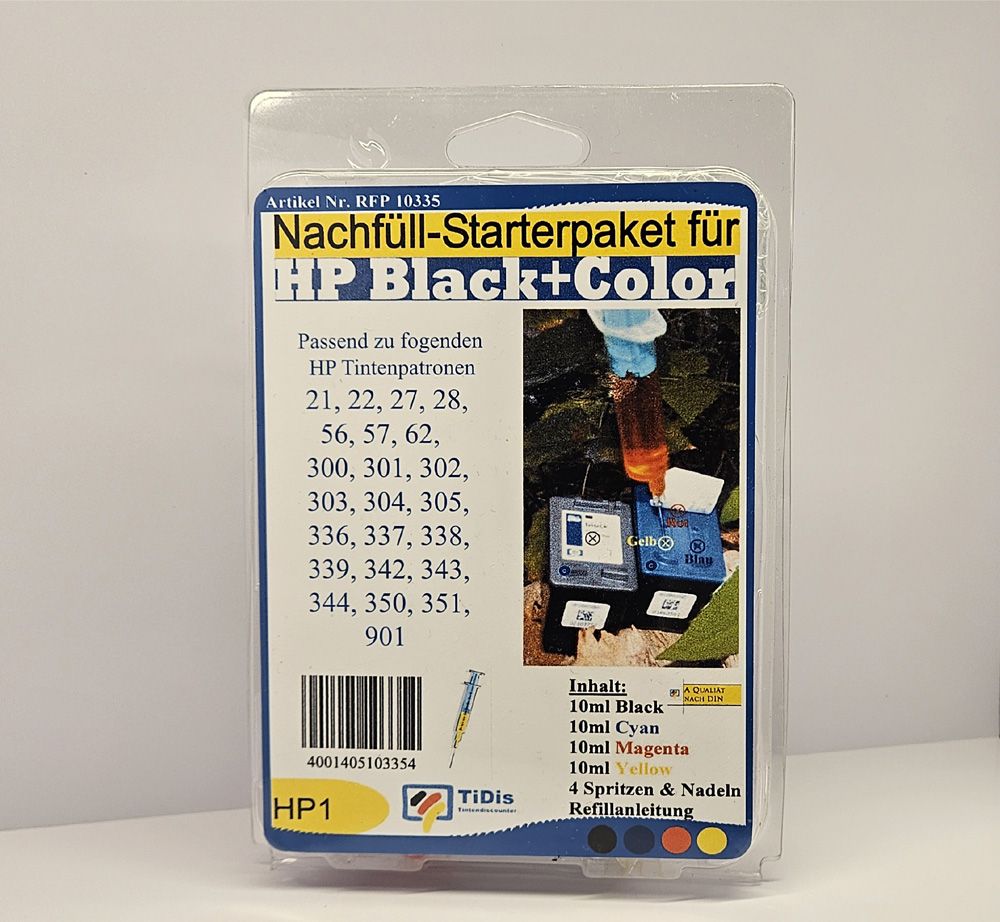 Artikel Nr. RFP 10335
Nachfüll-Starterpaket für
HP Black+Color
Passend zu fogenden
HP Tintenpatronen
21, 22, 27, 28,
56, 57, 62,
300, 301, 302,
303, 304, 305,
336, 337, 338,
339, 342, 343,
344, 350, 351,
901
Rot
Gelb
Blau
4001405103354
HP1
TiDis
Tintendiscounter
Inhalt:
10ml Black
10ml Cyan
10ml Magenta
10ml Yellow
4 Spritzen & Nadeln
Refillanleitung
A QUALIÄT
NACH DIN